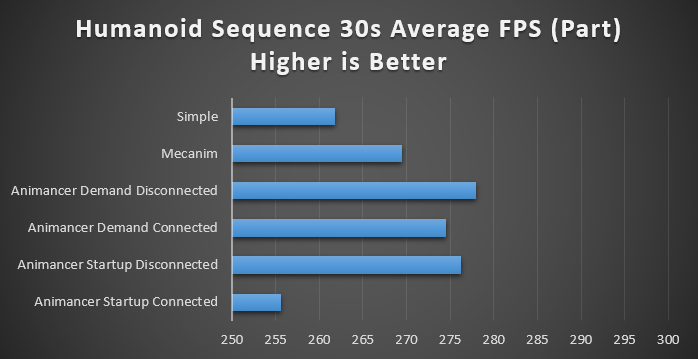 Humanoid Sequence 30s Average FPS (Part)
Higher is Better
Simple
Mecanim
Animancer Demand Disconnected
Animancer Demand Connected
Animancer Startup Disconnected
Animancer Startup Connected
250 255 260 265 270 275 280 285 290 295 300